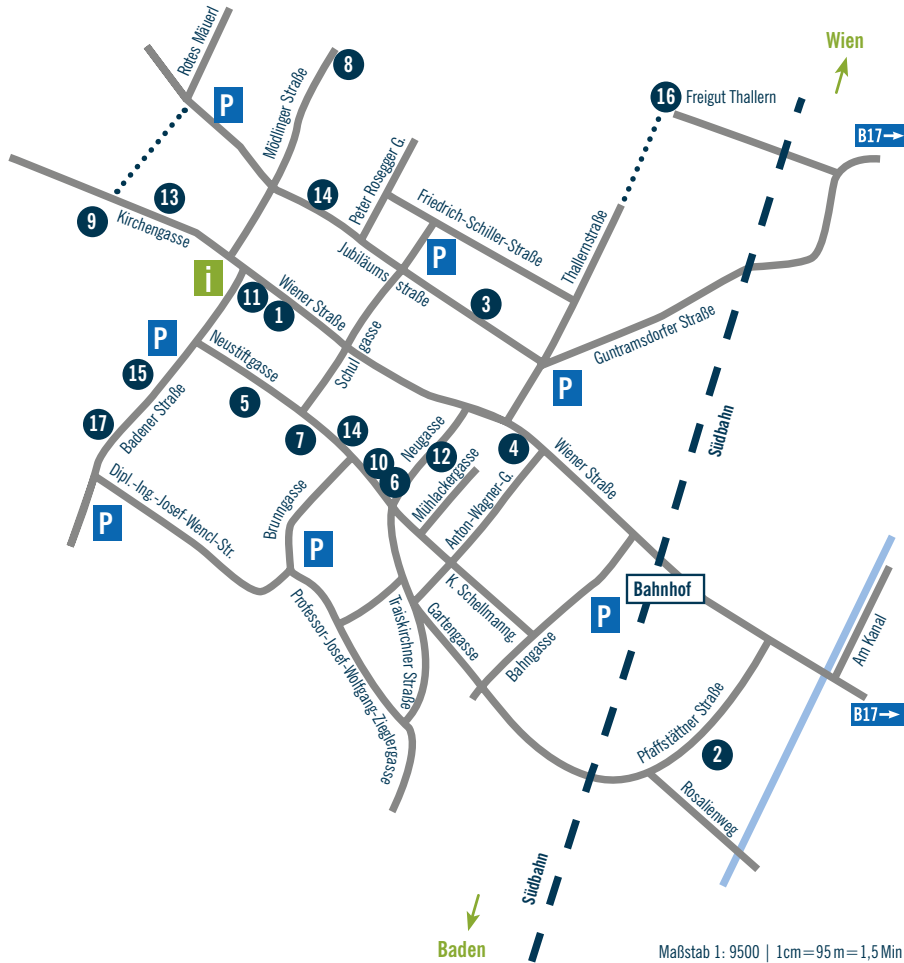 Rotes Mäuerl
Wien
8
Mödlinger Straße
P
16 Freigut Thallern
B17→
Peter Rosegger G.
14
13
9
Kirchengasse
Friedrich-Schiller-Straße
Thallernstraße
Jubiläums straße
P
i
11
1
Wiener Straße
3
Guntramsdorfer Straße
P
Neustiftgasse
Schulgasse
P
15
5
17
Badener Straße
7
14
Neugasse
12
4
Wiener Straße
Südbahn
10
6
Mühlackergasse
Anton-Wagner-G.
Dipl.-Ing.-Josef-Wencl-Str.
P
Brunngasse
P
K. Schellmanng.
Bahnhof
P
Am Kanal
Professor-Josef-Wolfgang-Zieglergasse
Traiskirchner Straße
Gartengasse
Bahngasse
B17→
Pfaffstättner Straße
2
Rosalienweg
Südbahn
Baden
Maßstab 1: 9500 | 1cm=95m=1,5Min